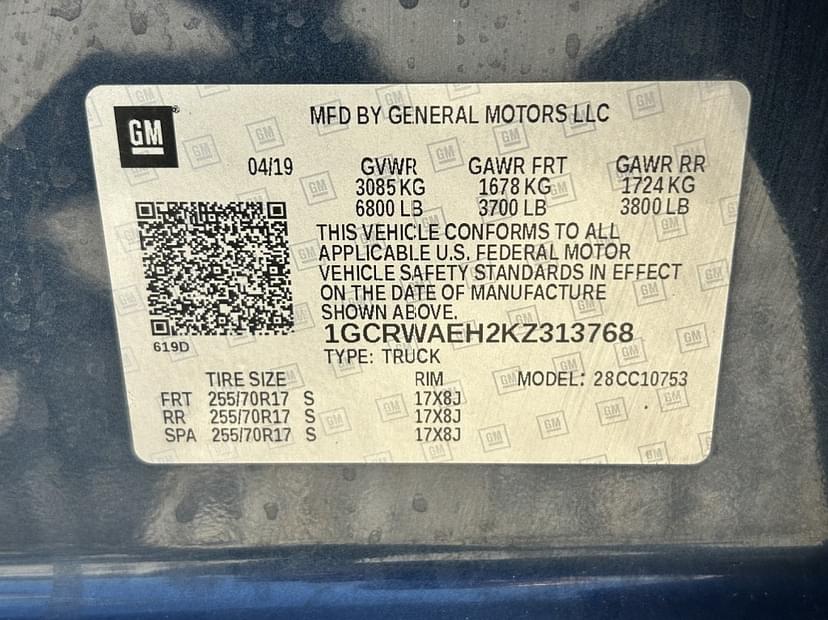 GM
MFD BY GENERAL MOTORS LLC
04/19 GVWR GAWR FRT GAWR RR
3085 KG 1678 KG 1724 KG
6800 LB 3700 LB 3800 LB
THIS VEHICLE CONFORMS TO ALL
APPLICABLE U.S. FEDERAL MOTOR
VEHICLE SAFETY STANDARDS IN EFFECT
ON THE DATE OF MANUFACTURE
SHOWN ABOVE.
1GCRWAEH2KZ313768
619D
TYPE: TRUCK
TIRE SIZE RIM MODEL: 28CC10753
FRT 255/70R17 S 17X8J
RR 255/70R17 S 17X8J
SPA 255/70R17 S 17X8J